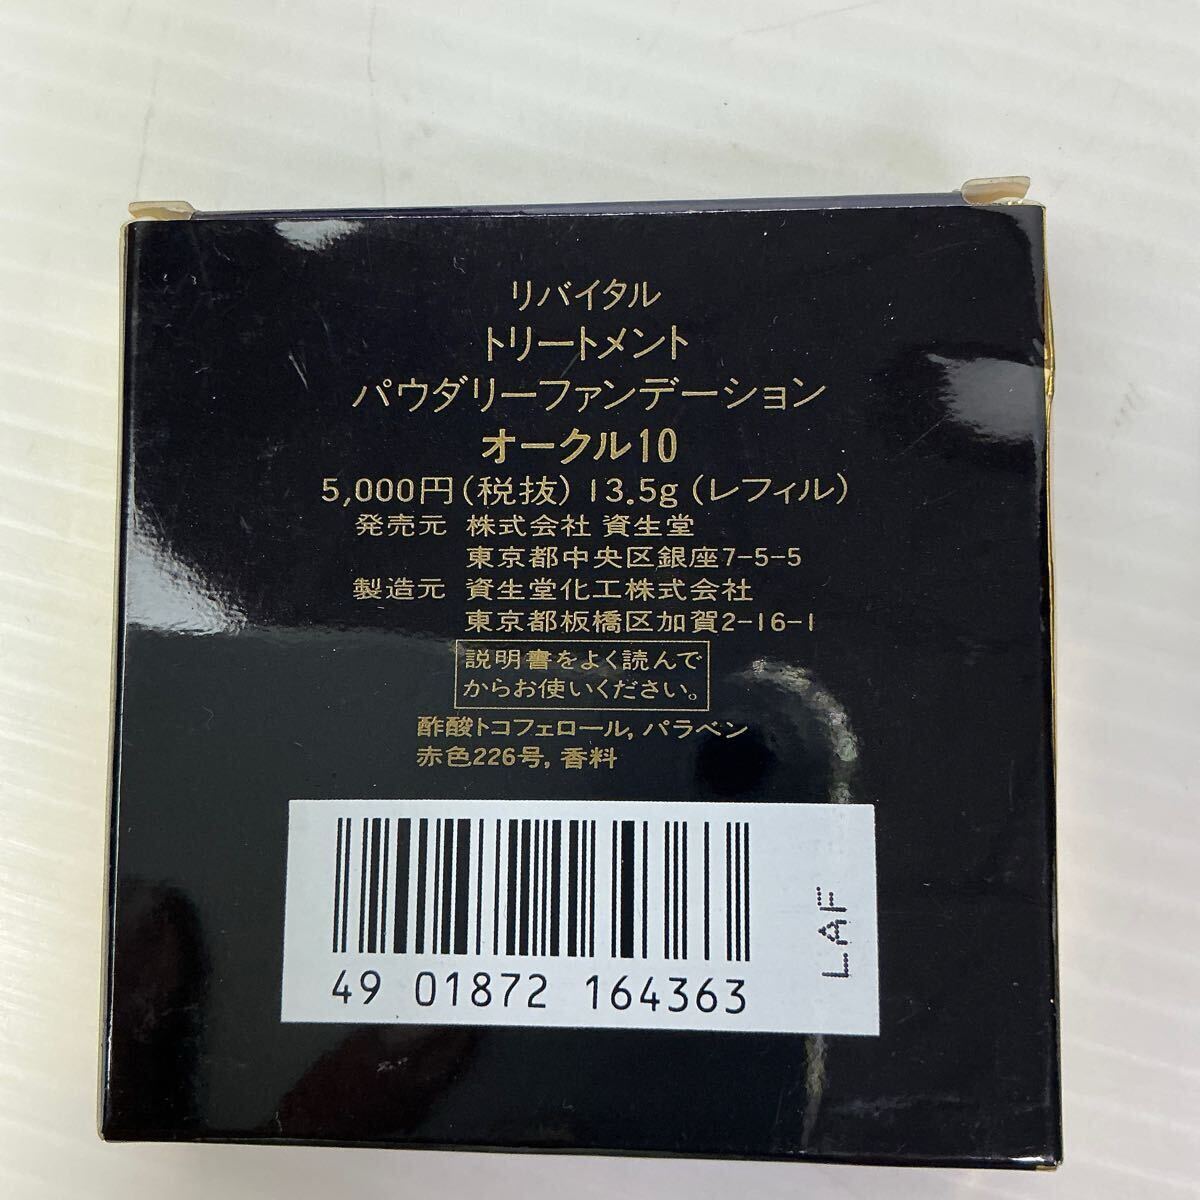 リバイタル
トリートメント
パウダリーファンデーション
オークル10
5,000円(税抜) 13.5g (レフィル)
発売元 株式会社 資生堂
東京都中央区銀座7-5-5
製造元 資生堂化工株式会社
東京都板橋区加賀2-16-1
説明書をよく読んで
からお使いください。
酢酸トコフェロール, パラベン
赤色226号, 香料
49 01872 164363
LAF